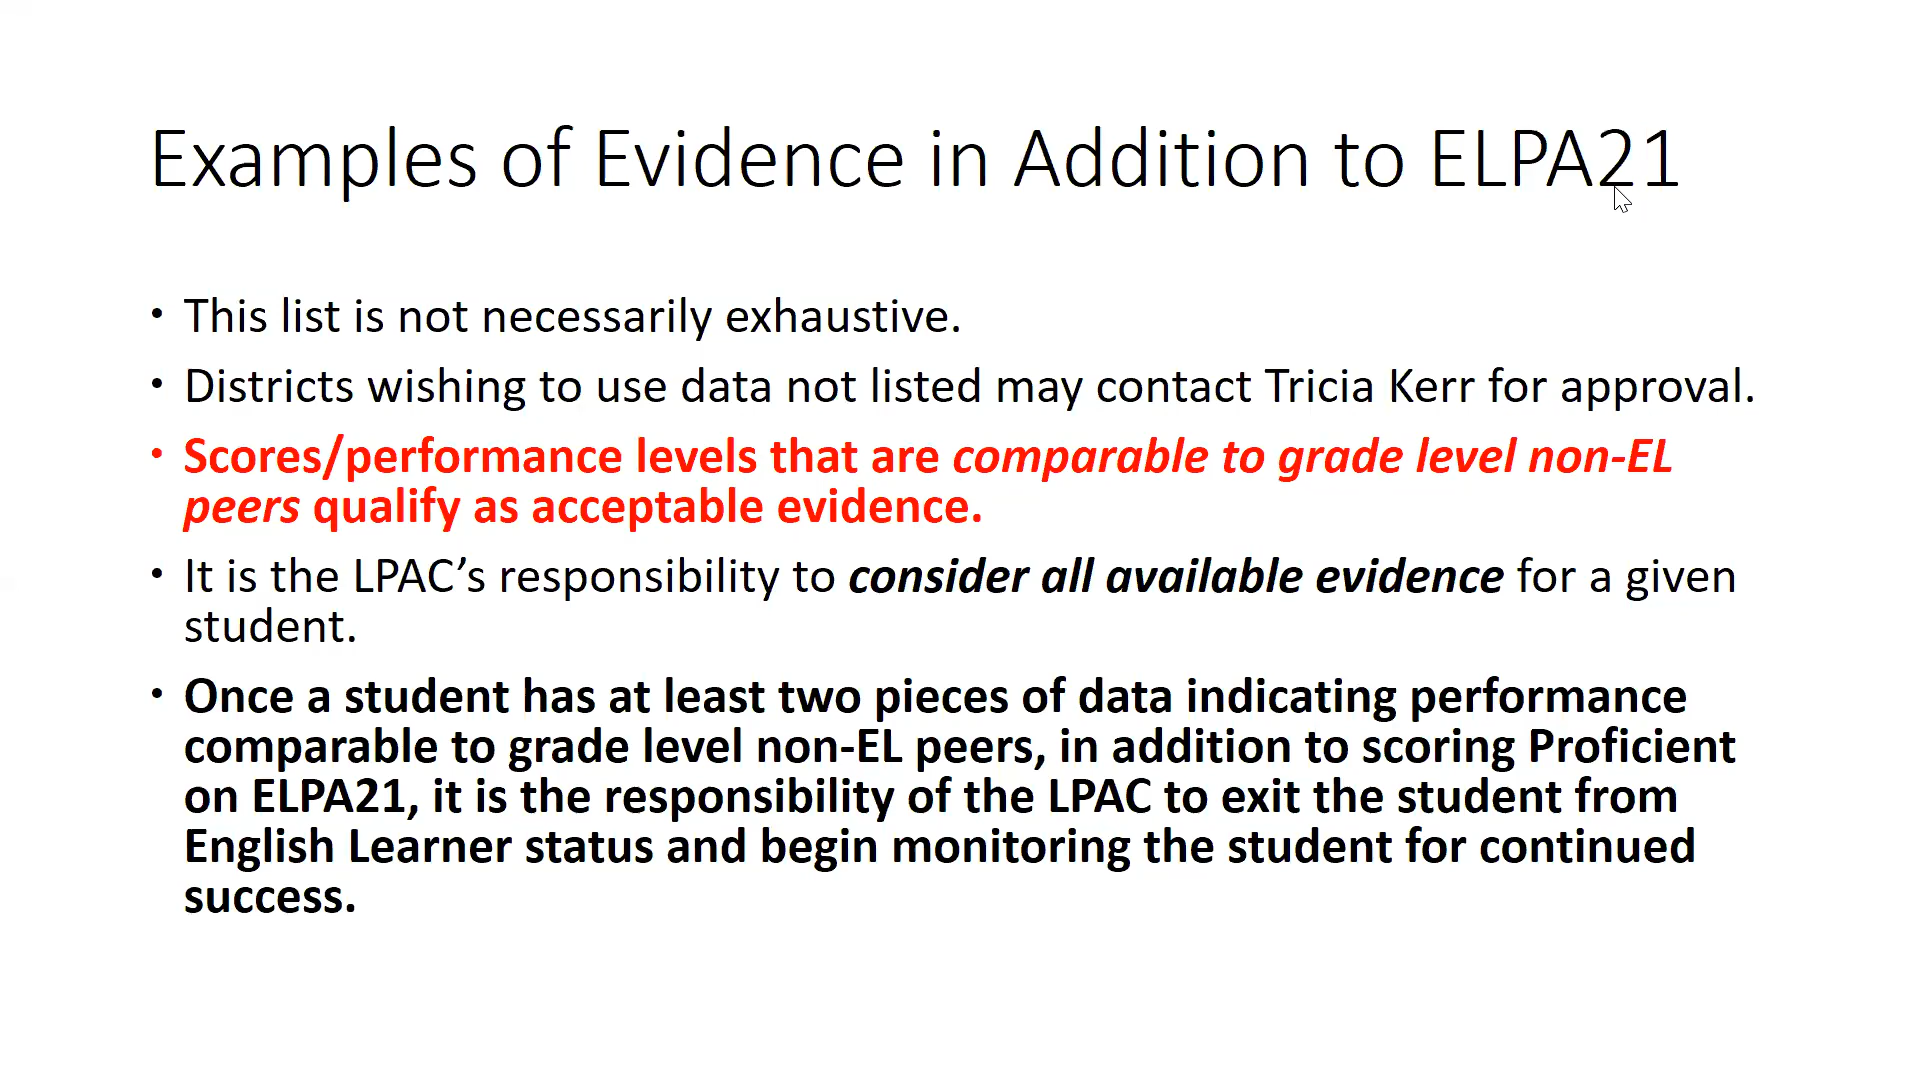 Examples of Evidence in Addition to ELPA21
• This list is not necessarily exhaustive.
• Districts wishing to use data not listed may contact Tricia Kerr for approval.
• Scores/performance levels that are comparable to grade level non-EL
peers qualify as acceptable evidence.
• It is the LPAC’s responsibility to consider all available evidence for a given
student.
• Once a student has at least two pieces of data indicating performance
comparable to grade level non-EL peers, in addition to scoring Proficient
on ELPA21, it is the responsibility of the LPAC to exit the student from
English Learner status and begin monitoring the student for continued
success.